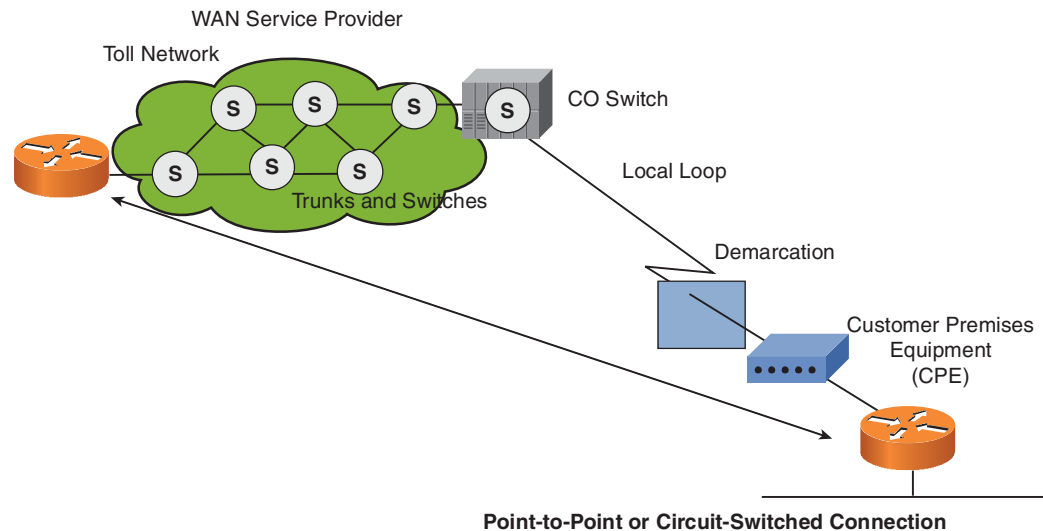 WAN Service Provider
Toll Network
S
S
S
S
CO Switch
S
S
S
Local Loop
Trunks and Switches
Demarcation
Customer Premises
Equipment
(CPE)
Point-to-Point or Circuit-Switched Connection